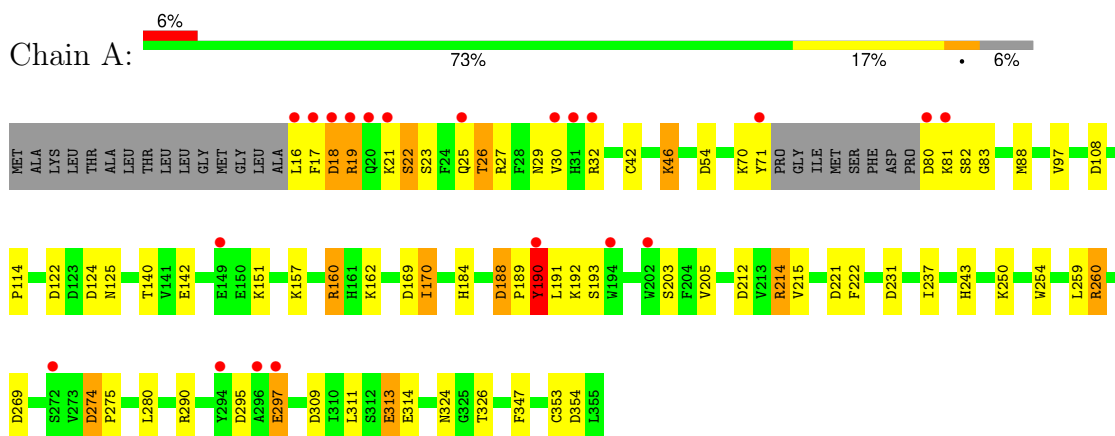 6%
Chain A:
73% 17% • 6%
MET ALA LYS LEU THR ALA LEU THR LEU LEU GLY MET GLY LEU ALA L16 F17 D18 R19 Q20 K21 S22 S23 F24 Q25 T26 R27 F28 N29 V30 H31 R32 C42 K46 D54 K70 Y71 PRO GLY ILE MET SER PHE ASP PRO D80 K81 S82 G83 M88 V97 D108
P114 D122 D123 D124 N125 T140 V141 E142 E149 E150 K151 K157 R160 H161 K162 D169 I170 H184 D188 P189 Y190 L191 K192 S193 W194 W202 S203 F204 V205 D212 V213 R214 V215 D221 F222 D231 I237 H243 K250 W254 L259 R260
D269 S272 V273 D274 P275 L280 R290 Y294 D295 A296 E297 D309 I310 L311 S312 E313 E314 N324 G325 T326 F347 C353 D354 L355